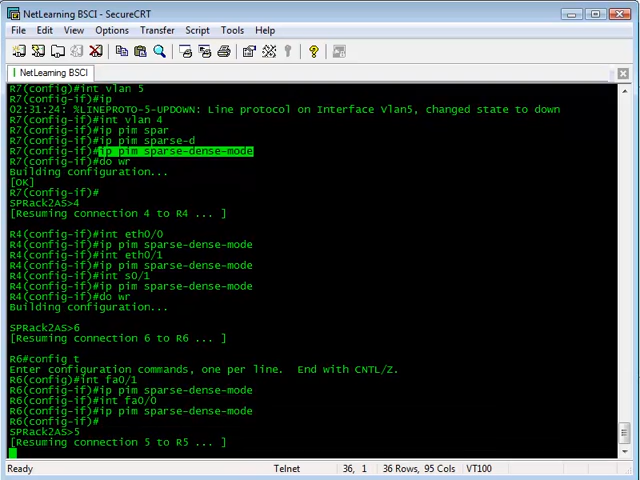 NetLearning BSCI - SecureCRT
File Edit View Options Transfer Script Tools Help
NetLearning BSCI
R7(config)#int vlan 5
R7(config-if)#ip
02:31:24: %LINEPROTO-5-UPDOWN: Line protocol on Interface Vlan5, changed state to down
R7(config-if)#int vlan 4
R7(config-if)#ip pim spar
R7(config-if)#ip pim sparse-d
R7(config-if)#ip pim sparse-dense-mode
R7(config-if)#do wr
Building configuration...
[OK]
R7(config-if)#
SPRack2AS>4
[Resuming connection 4 to R4 ... ]
R4(config-if)#int eth0/0
R4(config-if)#ip pim sparse-dense-mode
R4(config-if)#int eth0/1
R4(config-if)#ip pim sparse-dense-mode
R4(config-if)#int s0/1
R4(config-if)#ip pim sparse-dense-mode
R4(config-if)#do wr
Building configuration...
SPRack2AS>6
[Resuming connection 6 to R6 ... ]
R6#config t
Enter configuration commands, one per line.  End with CNTL/Z.
R6(config)#int fa0/1
R6(config-if)#ip pim sparse-dense-mode
R6(config-if)#int fa0/0
R6(config-if)#ip pim sparse-dense-mode
R6(config-if)#
SPRack2AS>5
[Resuming connection 5 to R5 ... ]
Ready Telnet 36, 1 36 Rows, 95 Cols VT100